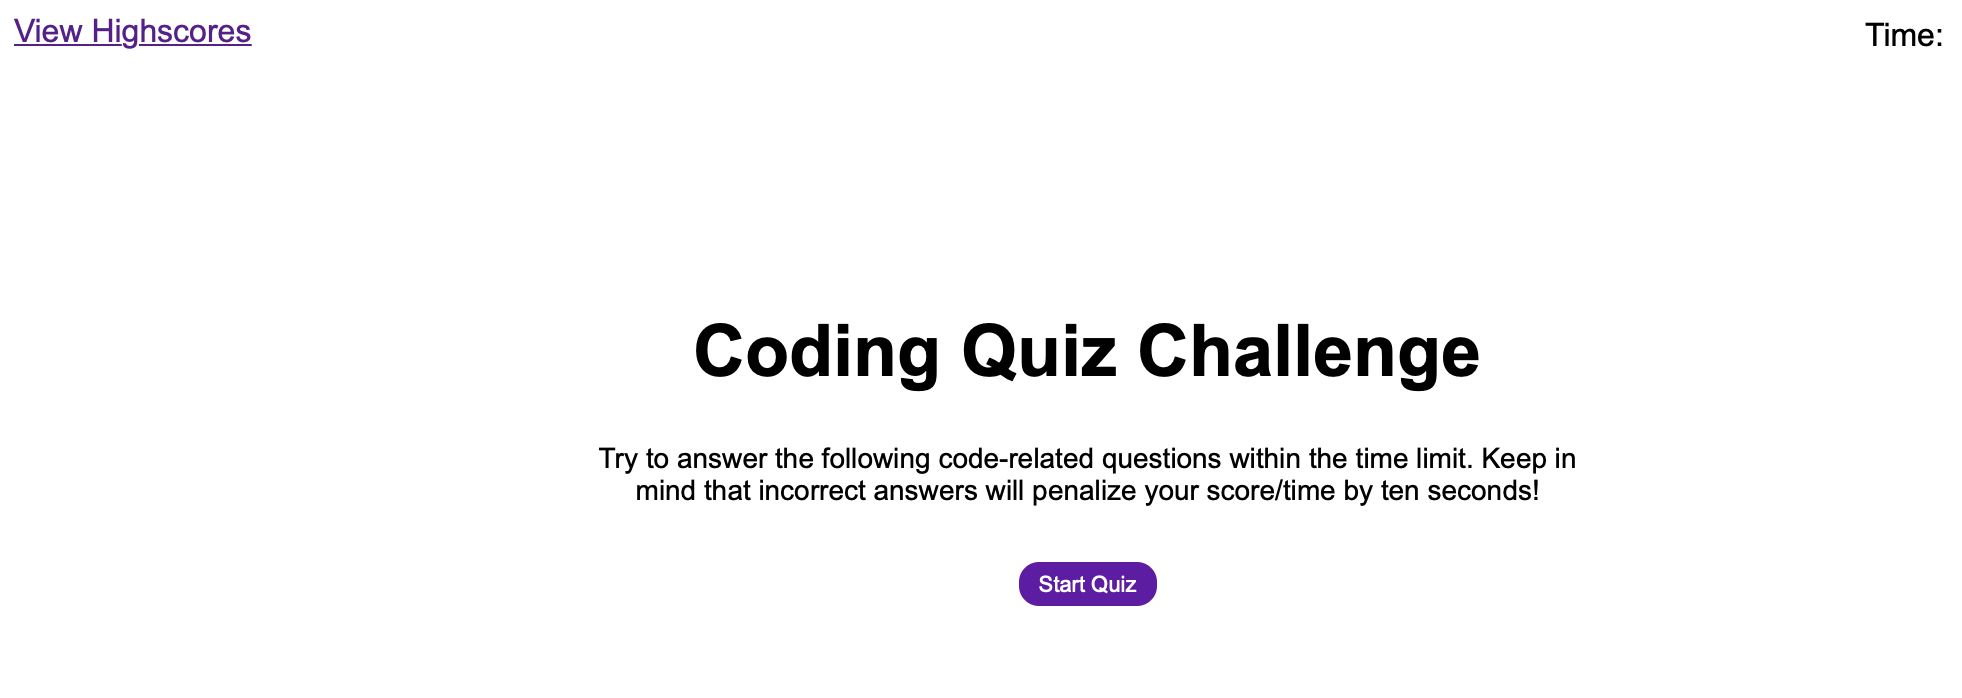 View Highscores
Time:
Coding Quiz Challenge
Try to answer the following code-related questions within the time limit. Keep in
mind that incorrect answers will penalize your score/time by ten seconds!
Start Quiz